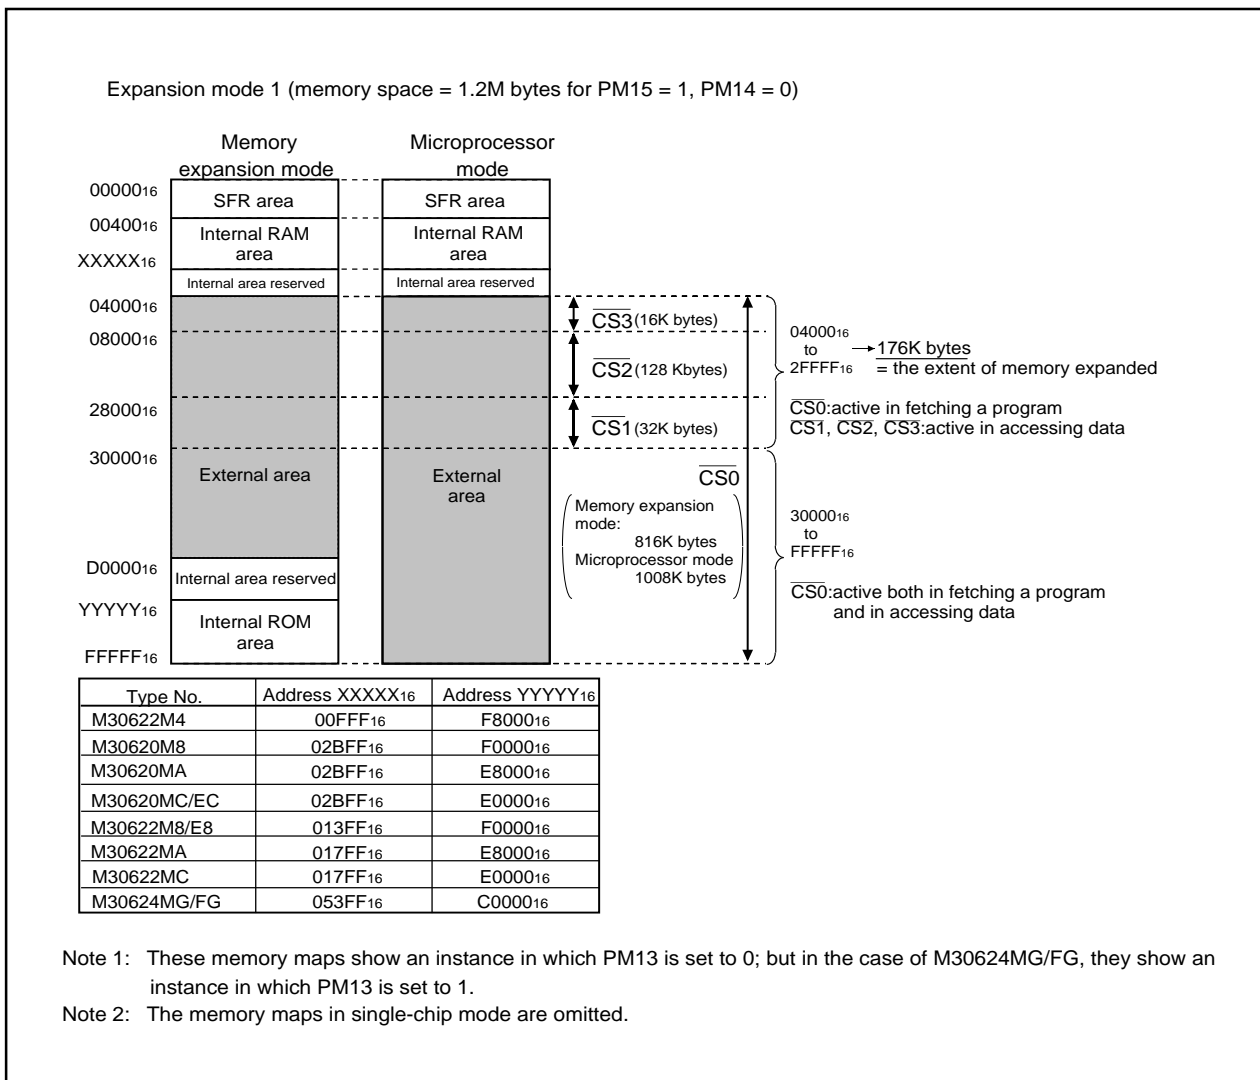 Expansion mode 1 (memory space = 1.2M bytes for PM15 = 1, PM14 = 0)
Memory
expansion mode
Microprocessor
mode
0000016
SFR area
SFR area
0040016
Internal RAM
area
Internal RAM
area
XXXXX16
Internal area reserved
Internal area reserved
0400016
CS3 (16K bytes)
0800016
CS2 (128 Kbytes)
2800016
CS1 (32K bytes)
3000016
External area
External
area
CS0
Memory expansion
mode:
816K bytes
Microprocessor mode
1008K bytes
D000016
Internal area reserved
YYYYY16
Internal ROM
area
FFFFF16
0400016
to
2FFFF16
176K bytes
= the extent of memory expanded
CS0:active in fetching a program
CS1, CS2, CS3:active in accessing data
3000016
to
FFFFF16
CS0:active both in fetching a program
and in accessing data
Type No. Address XXXXX16 Address YYYYY16
M30622M4 00FFF16 F800016
M30620M8 02BFF16 F000016
M30620MA 02BFF16 E800016
M30620MC/EC 02BFF16 E000016
M30622M8/E8 013FF16 F000016
M30622MA 017FF16 E800016
M30622MC 017FF16 E000016
M30624MG/FG 053FF16 C000016
Note 1: These memory maps show an instance in which PM13 is set to 0; but in the case of M30624MG/FG, they show an
instance in which PM13 is set to 1.
Note 2: The memory maps in single-chip mode are omitted.